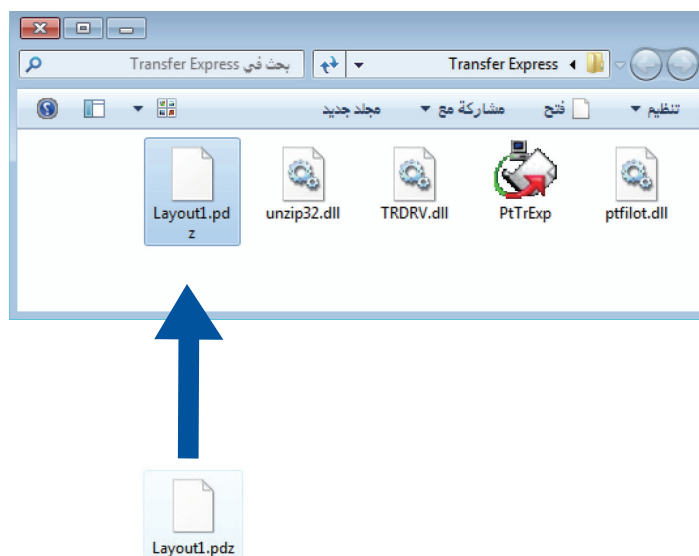 Transfer Express
بحث في Transfer Express
تنظيم
فتح
مشاركة مع
مجلد جديد
ptfilot.dll
PtTrExp
TRDRV.dll
unzip32.dll
Layout1.pd
z
Layout1.pdz